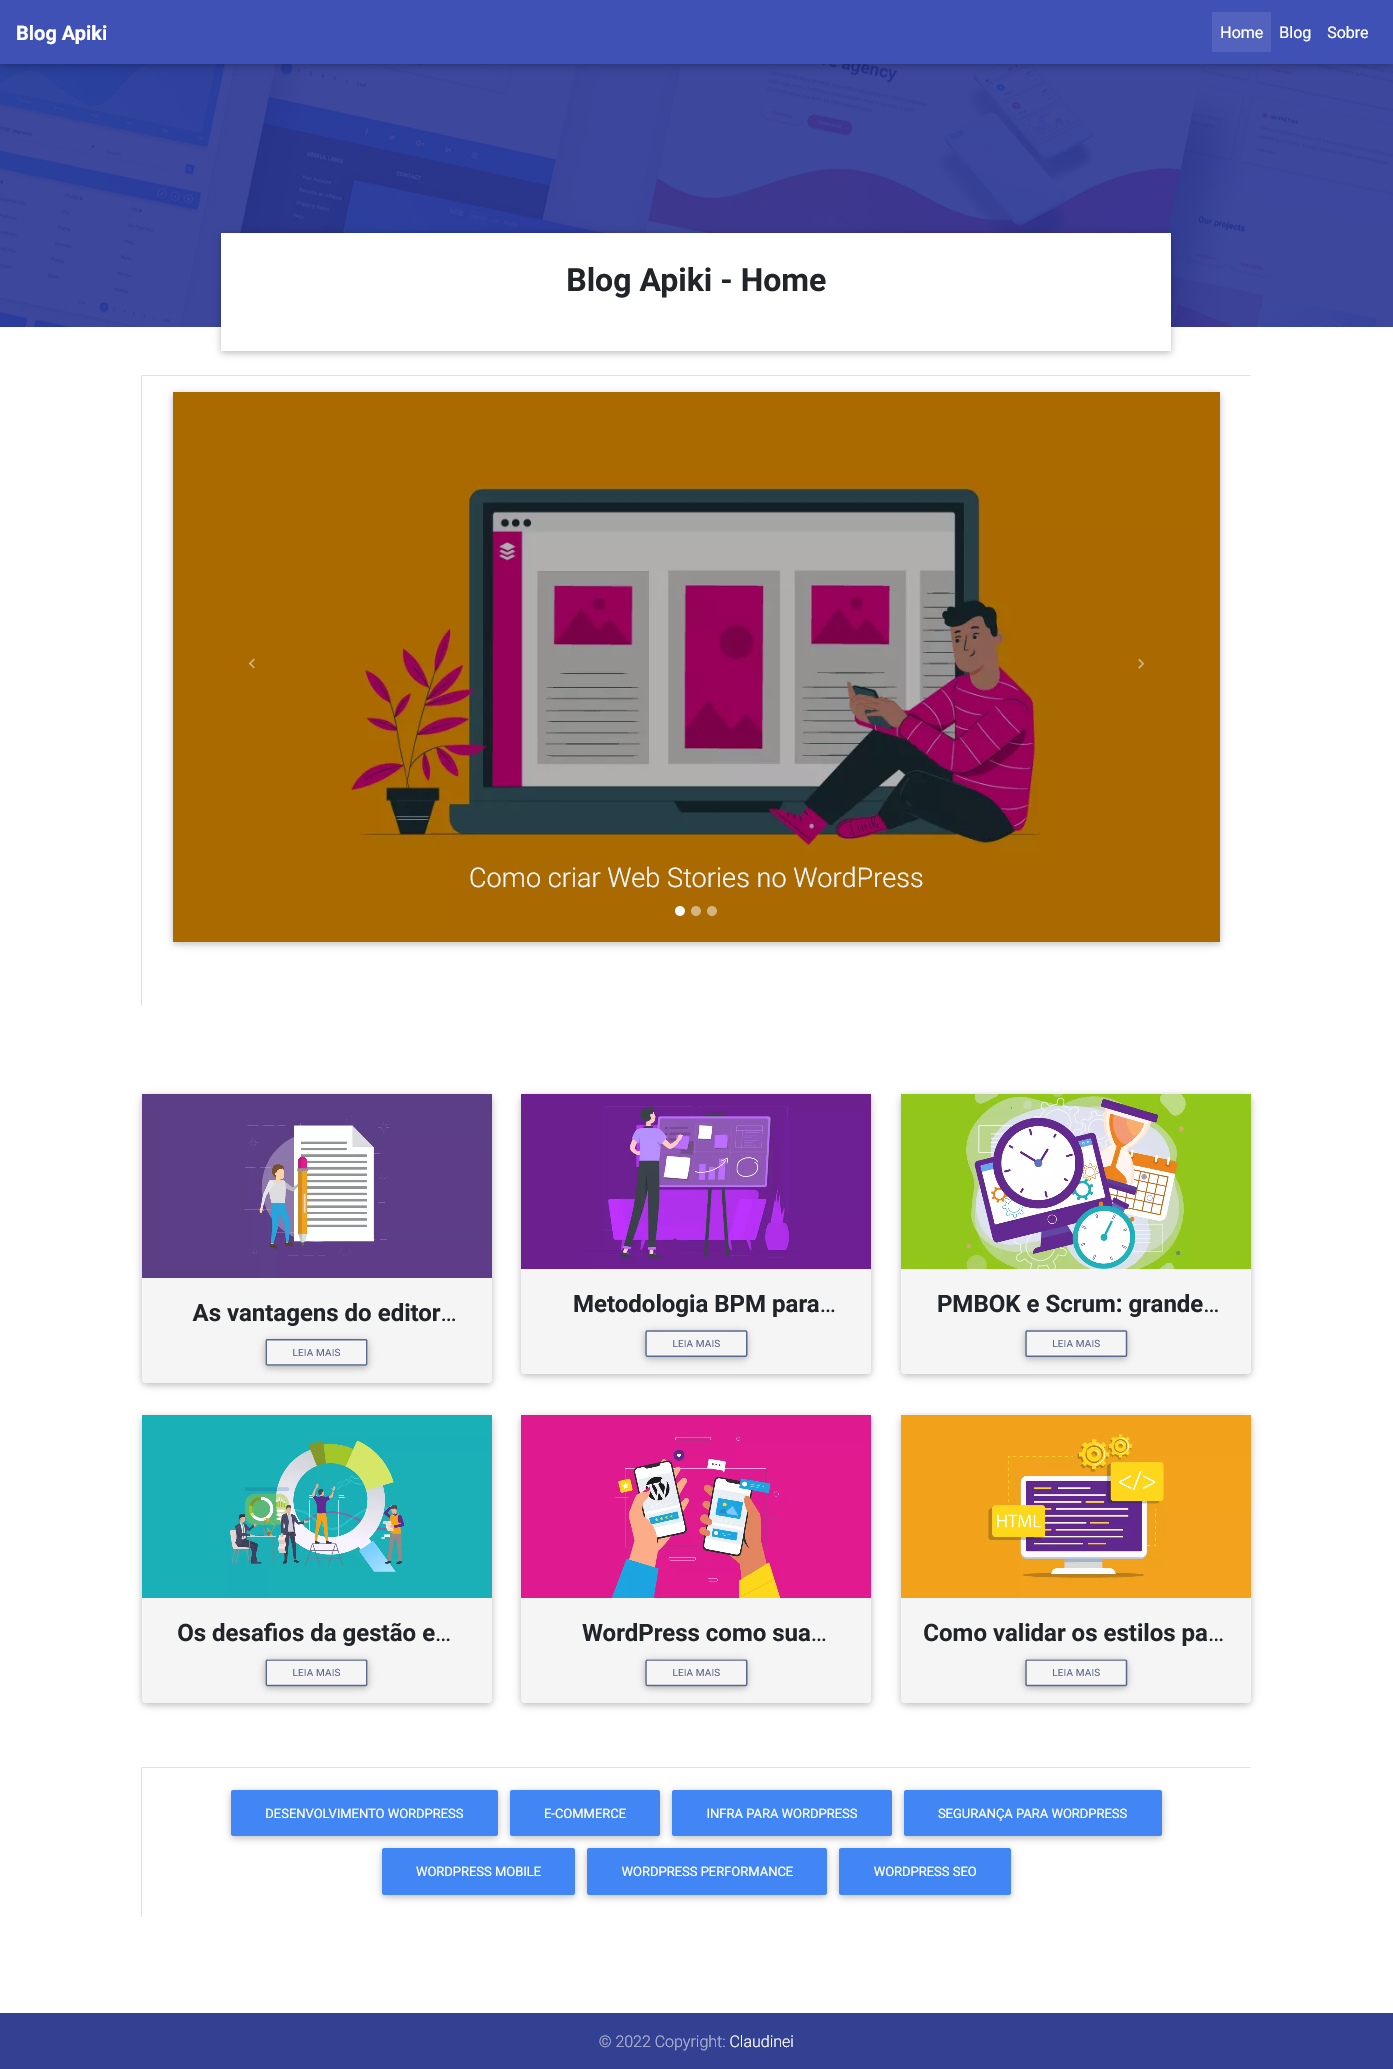 Blog Apiki
Home Blog Sobre
agency
Our projects
Blog Apiki - Home
Como criar Web Stories no WordPress
As vantagens do editor...
LEIA MAIS
Metodologia BPM para...
LEIA MAIS
PMBOK e Scrum: grande...
LEIA MAIS
Os desafios da gestão e...
LEIA MAIS
WordPress como sua...
LEIA MAIS
</>
HTML
Como validar os estilos pa...
LEIA MAIS
DESENVOLVIMENTO WORDPRESS
E-COMMERCE
INFRA PARA WORDPRESS
SEGURANÇA PARA WORDPRESS
WORDPRESS MOBILE
WORDPRESS PERFORMANCE
WORDPRESS SEO
© 2022 Copyright: Claudinei